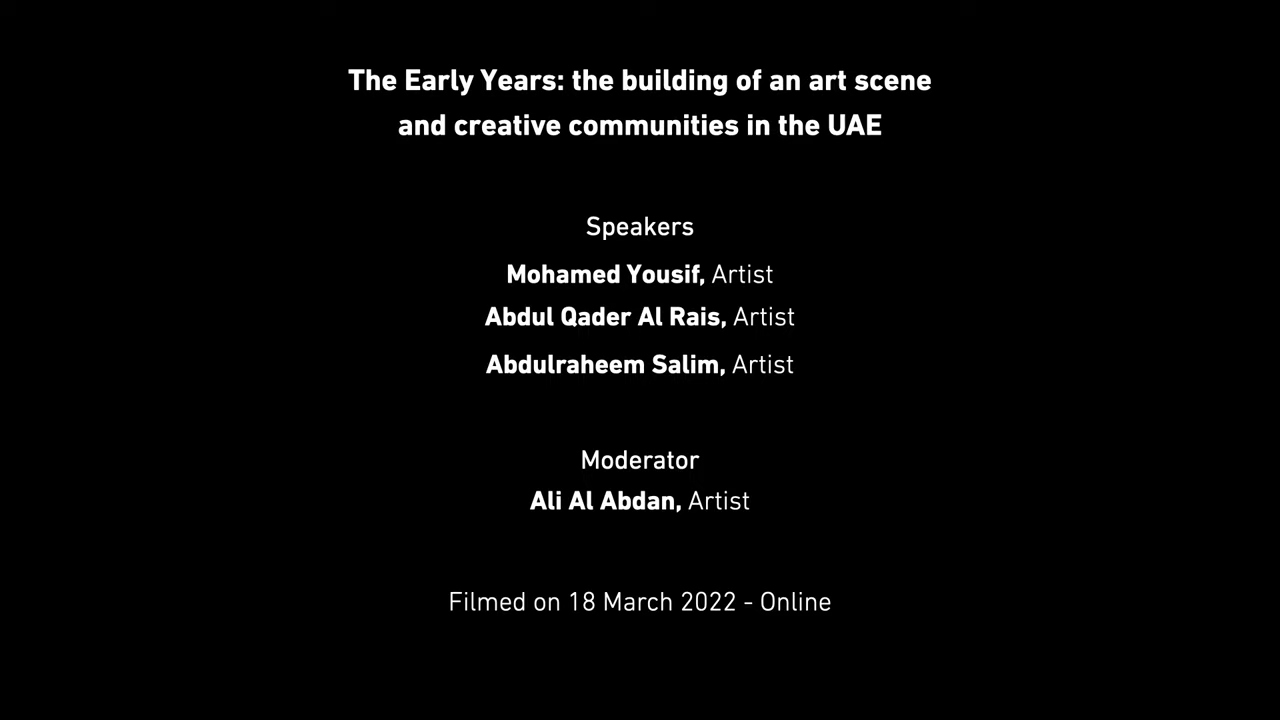 The Early Years: the building of an art scene
and creative communities in the UAE
Speakers
Mohamed Yousif, Artist
Abdul Qader Al Rais, Artist
Abdulraheem Salim, Artist
Moderator
Ali Al Abdan, Artist
Filmed on 18 March 2022 - Online